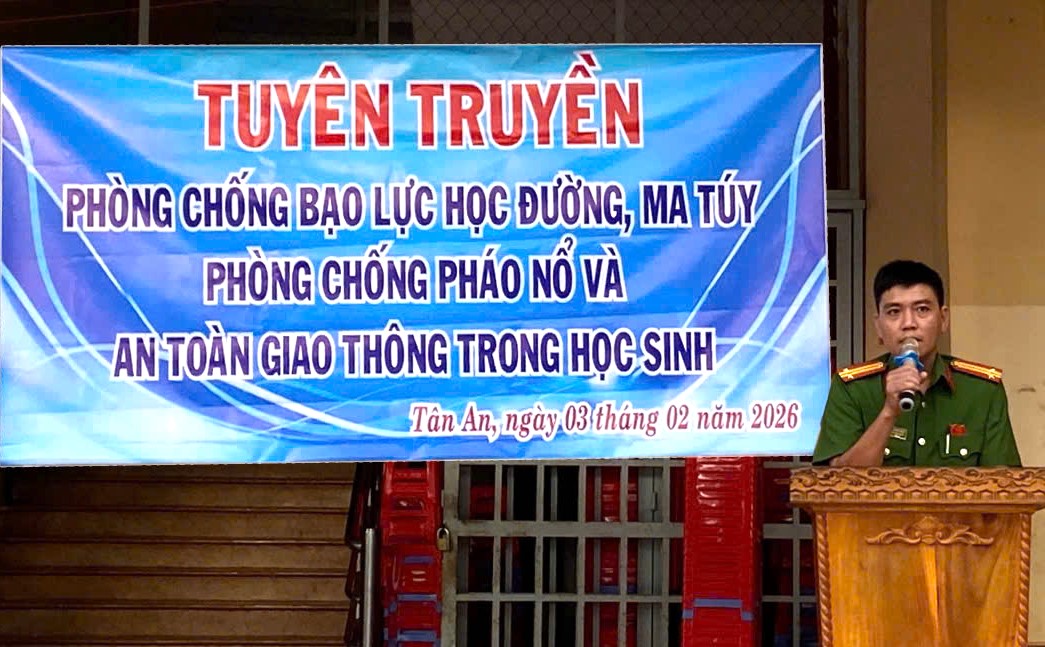 TUYÊN TRUYỀN
PHÒNG CHỐNG BẠO LỰC HỌC ĐƯỜNG, MA TÚY
PHÒNG CHỐNG PHÁO NỔ VÀ
AN TOÀN GIAO THÔNG TRONG HỌC SINH
Tân An, ngày 03 tháng 02 năm 2026